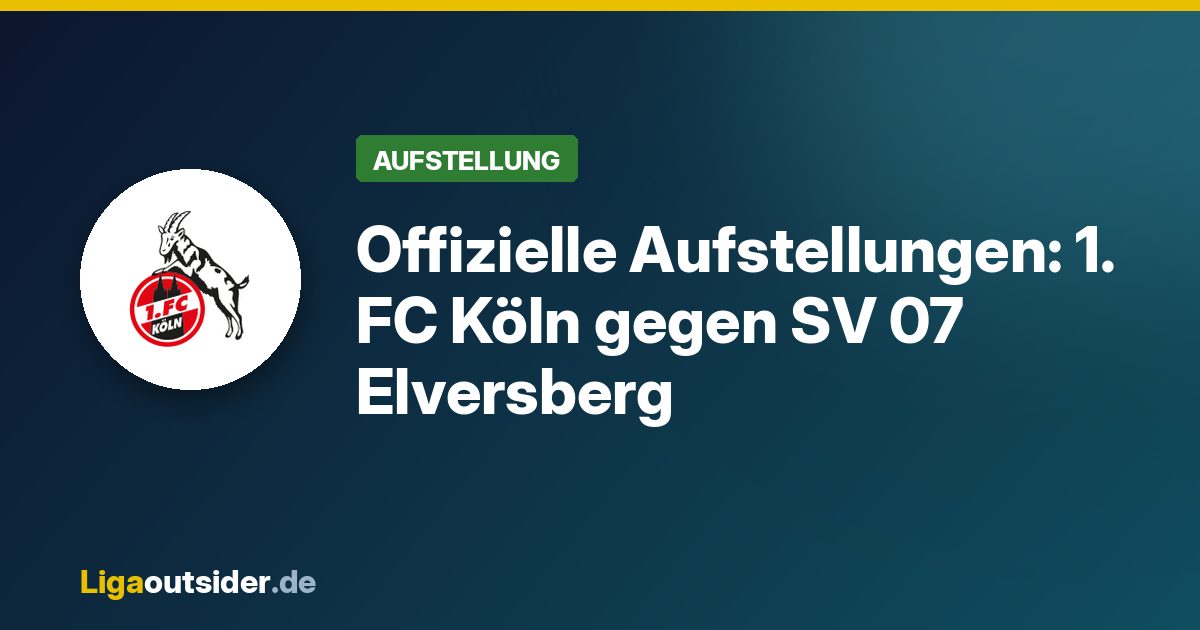 AUFSTELLUNG
1.FC
KÖLN
Offizielle Aufstellungen: 1.
FC Köln gegen SV 07
Elversberg
Ligaoutsider.de